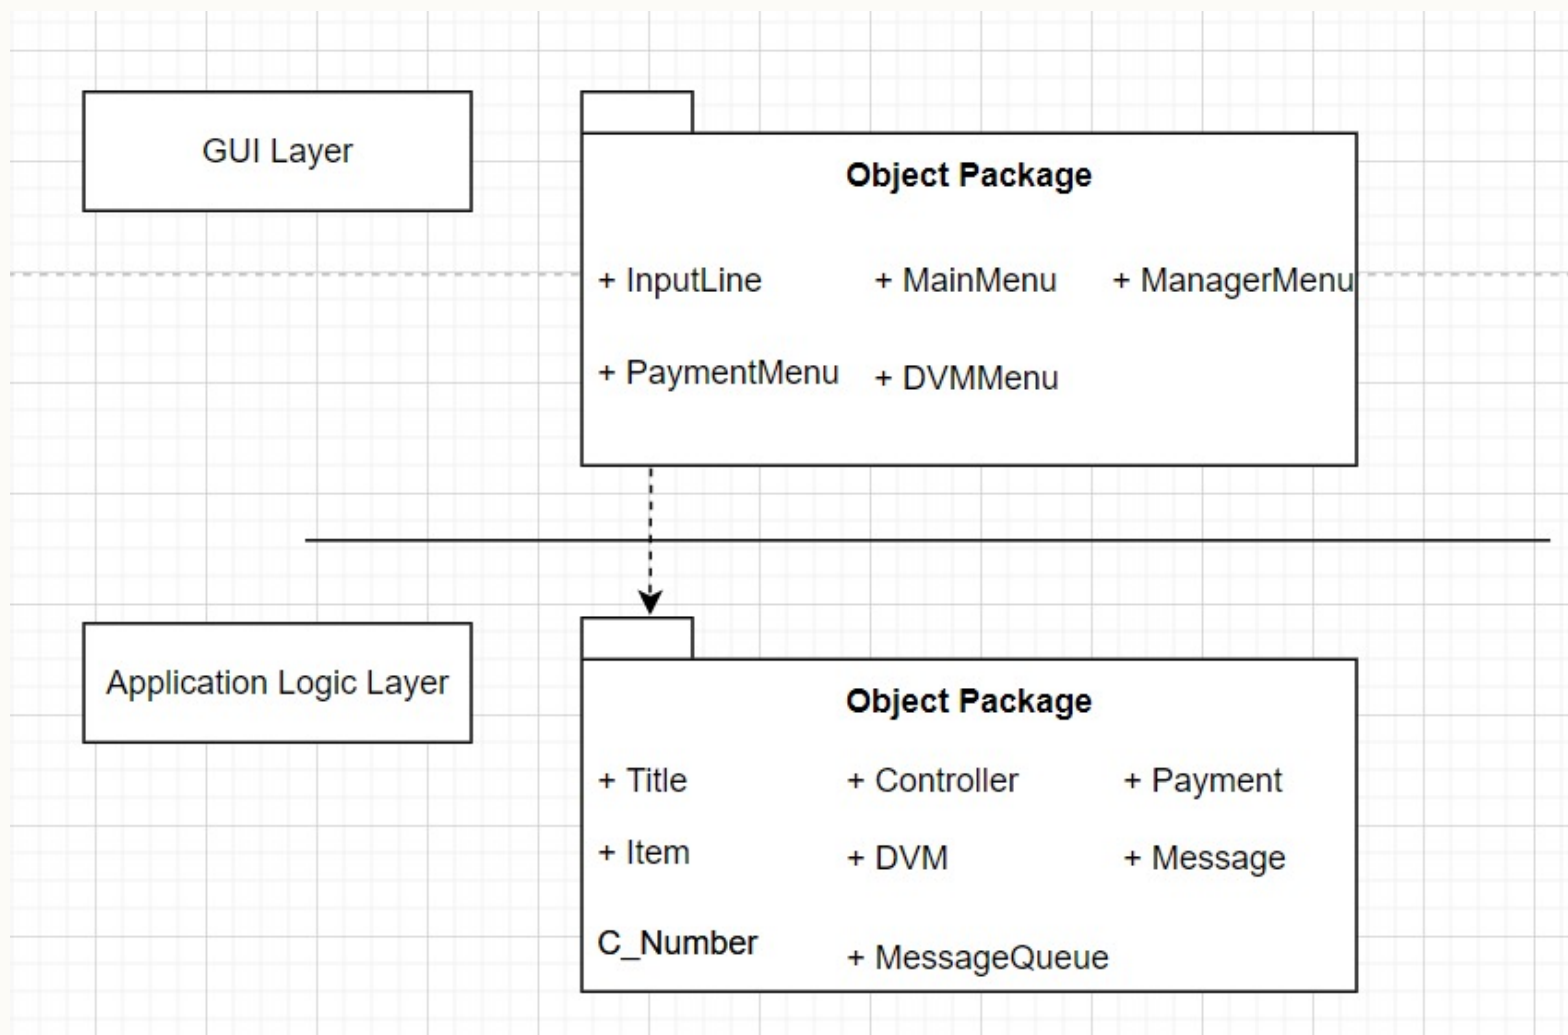 GUI Layer
Object Package
+ InputLine
+ MainMenu
+ ManagerMenu
+ PaymentMenu
+ DVMMenu
Application Logic Layer
Object Package
+ Title
+ Controller
+ Payment
+ Item
+ DVM
+ Message
C_Number
+ MessageQueue